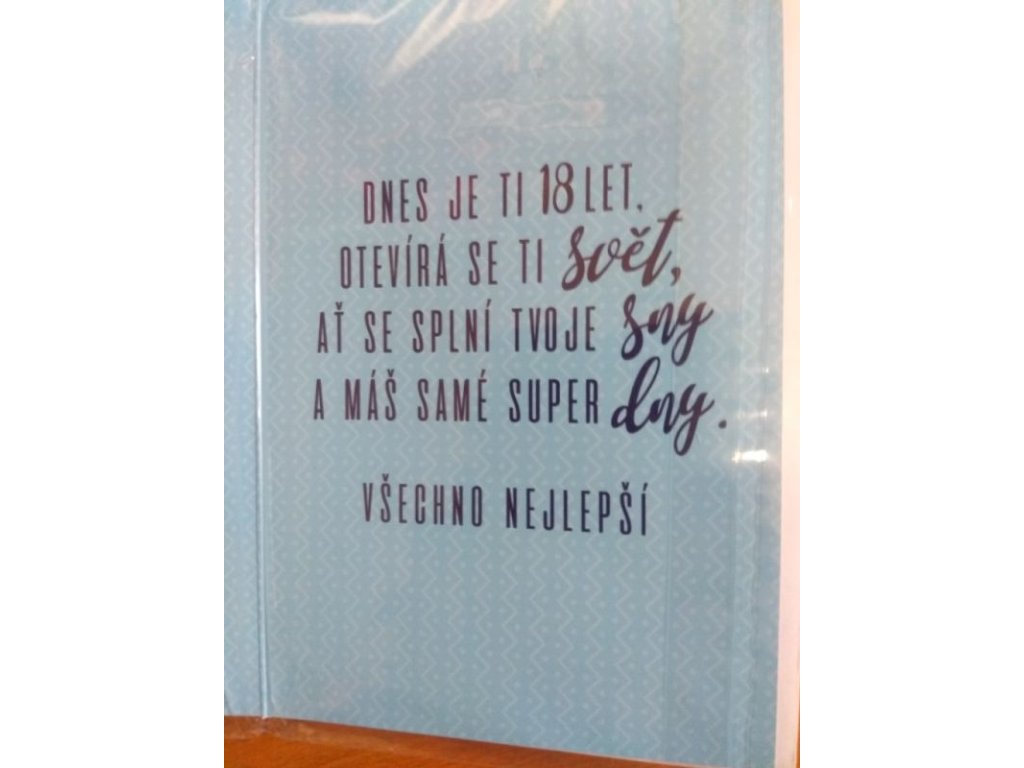 DNES JE TI 18 LET,
OTEVÍRÁ SE TI svět,
AŤ SE SPLNÍ TVOJE sny
A MÁŠ SAMÉ SUPER dny.
VŠECHNO NEJLEPŠÍ